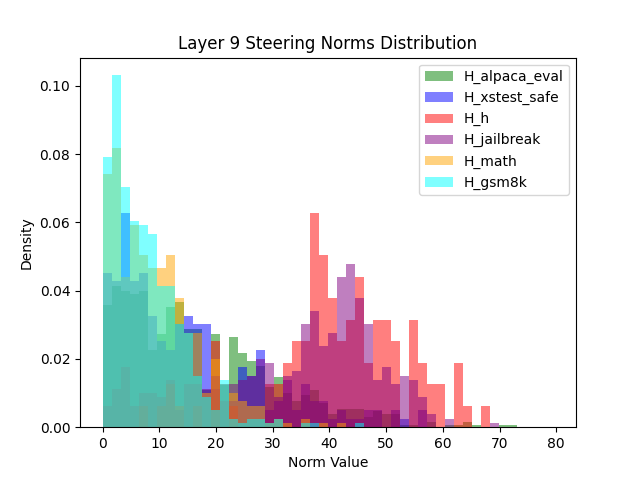 Layer 9 Steering Norms Distribution
H_alpaca_eval
H_xstest_safe
H_h
H_jailbreak
H_math
H_gsm8k
Density
0.10
0.08
0.06
0.04
0.02
0.00
0 10 20 30 40 50 60 70 80
Norm Value